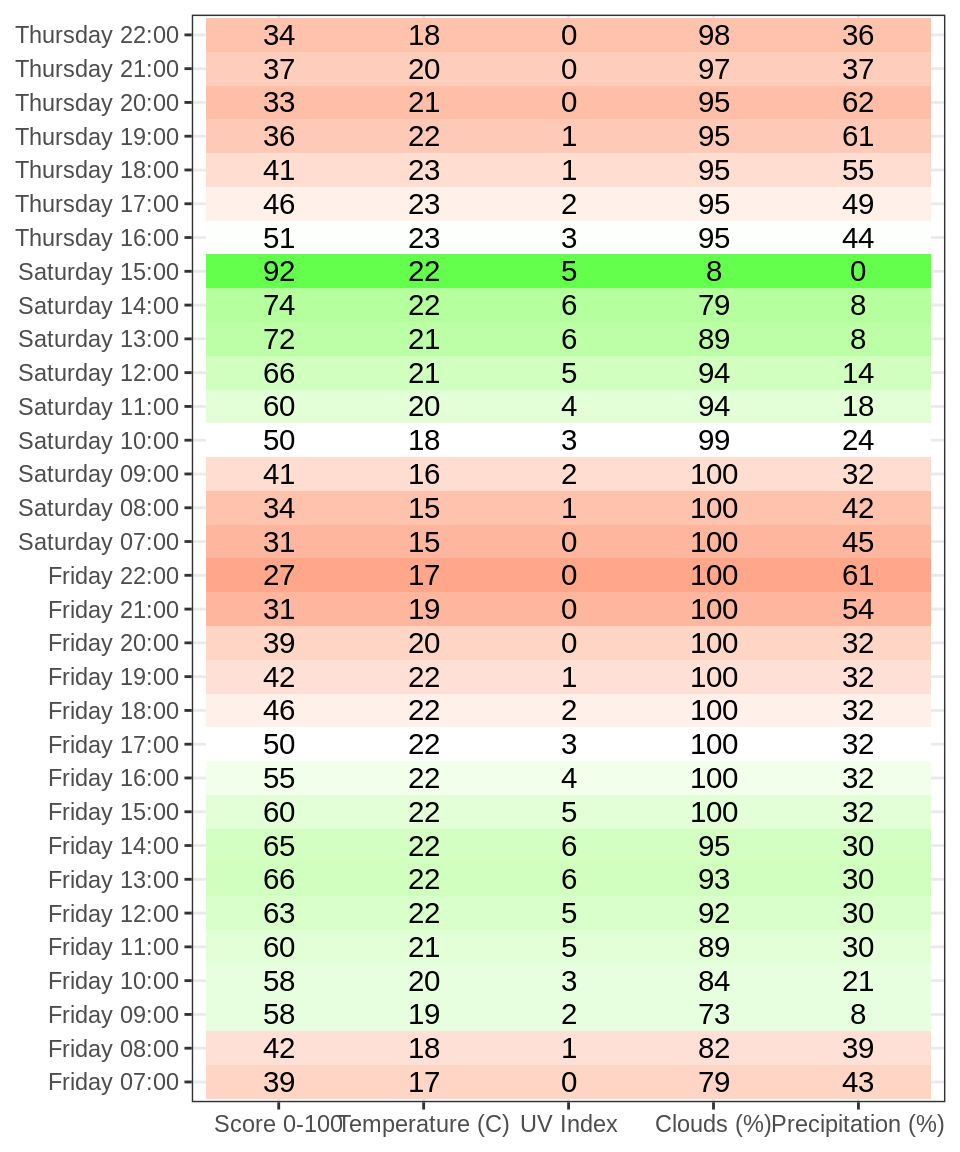 Thursday 22:00 34 18 0 98 36
Thursday 21:00 37 20 0 97 37
Thursday 20:00 33 21 0 95 62
Thursday 19:00 36 22 1 95 61
Thursday 18:00 41 23 1 95 55
Thursday 17:00 46 23 2 95 49
Thursday 16:00 51 23 3 95 44
Saturday 15:00 92 22 5 8 0
Saturday 14:00 74 22 6 79 8
Saturday 13:00 72 21 6 89 8
Saturday 12:00 66 21 5 94 14
Saturday 11:00 60 20 4 94 18
Saturday 10:00 50 18 3 99 24
Saturday 09:00 41 16 2 100 32
Saturday 08:00 34 15 1 100 42
Saturday 07:00 31 15 0 100 45
Friday 22:00 27 17 0 100 61
Friday 21:00 31 19 0 100 54
Friday 20:00 39 20 0 100 32
Friday 19:00 42 22 1 100 32
Friday 18:00 46 22 2 100 32
Friday 17:00 50 22 3 100 32
Friday 16:00 55 22 4 100 32
Friday 15:00 60 22 5 100 32
Friday 14:00 65 22 6 95 30
Friday 13:00 66 22 6 93 30
Friday 12:00 63 22 5 92 30
Friday 11:00 60 21 5 89 30
Friday 10:00 58 20 3 84 21
Friday 09:00 58 19 2 73 8
Friday 08:00 42 18 1 82 39
Friday 07:00 39 17 0 79 43
Score 0-100 Temperature (C) UV Index Clouds (%) Precipitation (%)